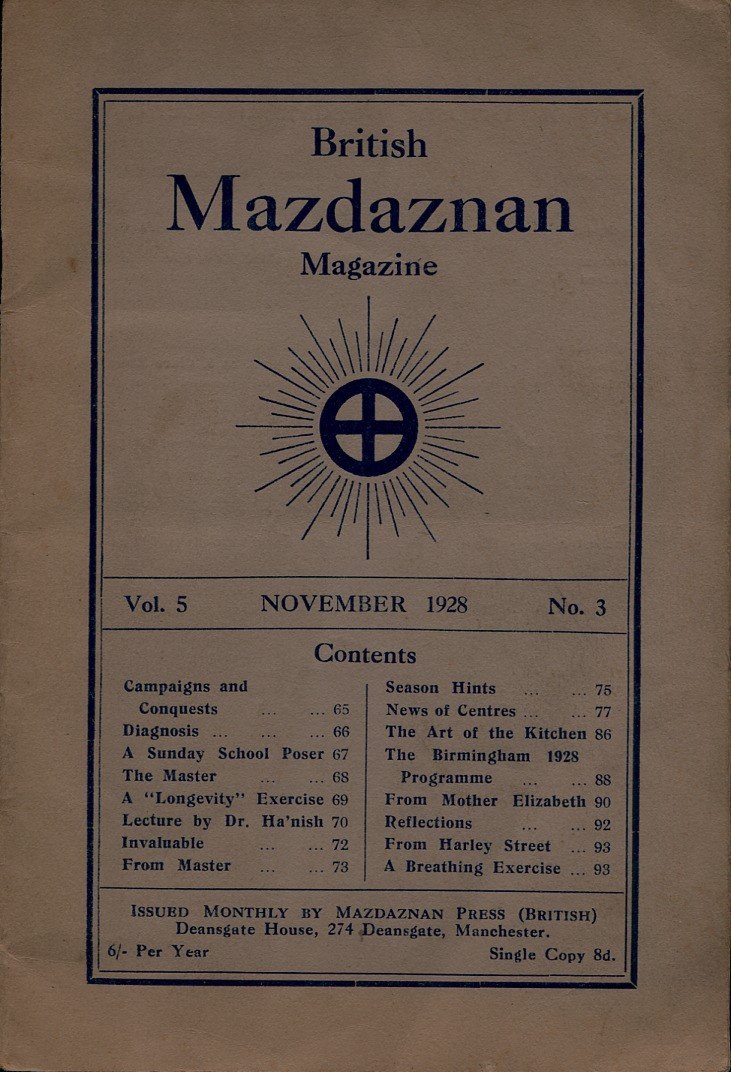 British
Mazdaznan
Magazine
Vol. 5 NOVEMBER 1928 No. 3
Contents
Campaigns and
Conquests ... ... 65
Diagnosis ... ... ... 66
A Sunday School Poser 67
The Master ... ... 68
A "Longevity" Exercise 69
Lecture by Dr. Ha'nish 70
Invaluable ... ... 72
From Master ... ... 73
Season Hints ... ... 75
News of Centres ... ... 77
The Art of the Kitchen 86
The Birmingham 1928
Programme ... ... 88
From Mother Elizabeth 90
Reflections ... ... 92
From Harley Street ... 93
A Breathing Exercise ... 93
ISSUED MONTHLY BY MAZDAZNAN PRESS (BRITISH)
Deansgate House, 274 Deansgate, Manchester.
6/- Per Year Single Copy 8d.